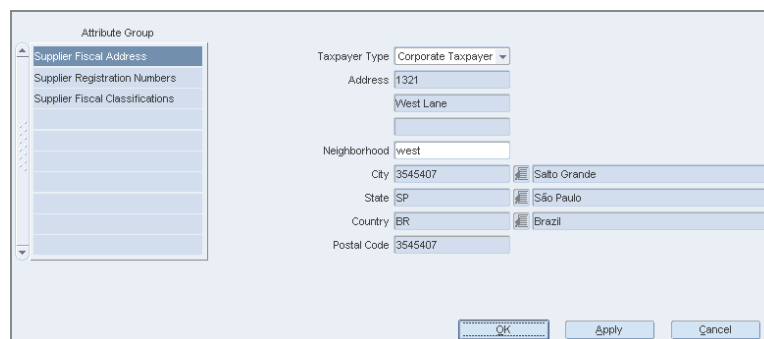 Attribute Group
Supplier Fiscal Address
Supplier Registration Numbers
Supplier Fiscal Classifications
Taxpayer Type Corporate Taxpayer
Address 1321
West Lane
Neighborhood west
City 3545407 Salto Grande
State SP São Paulo
Country BR Brazil
Postal Code 3545407
OK Apply Cancel